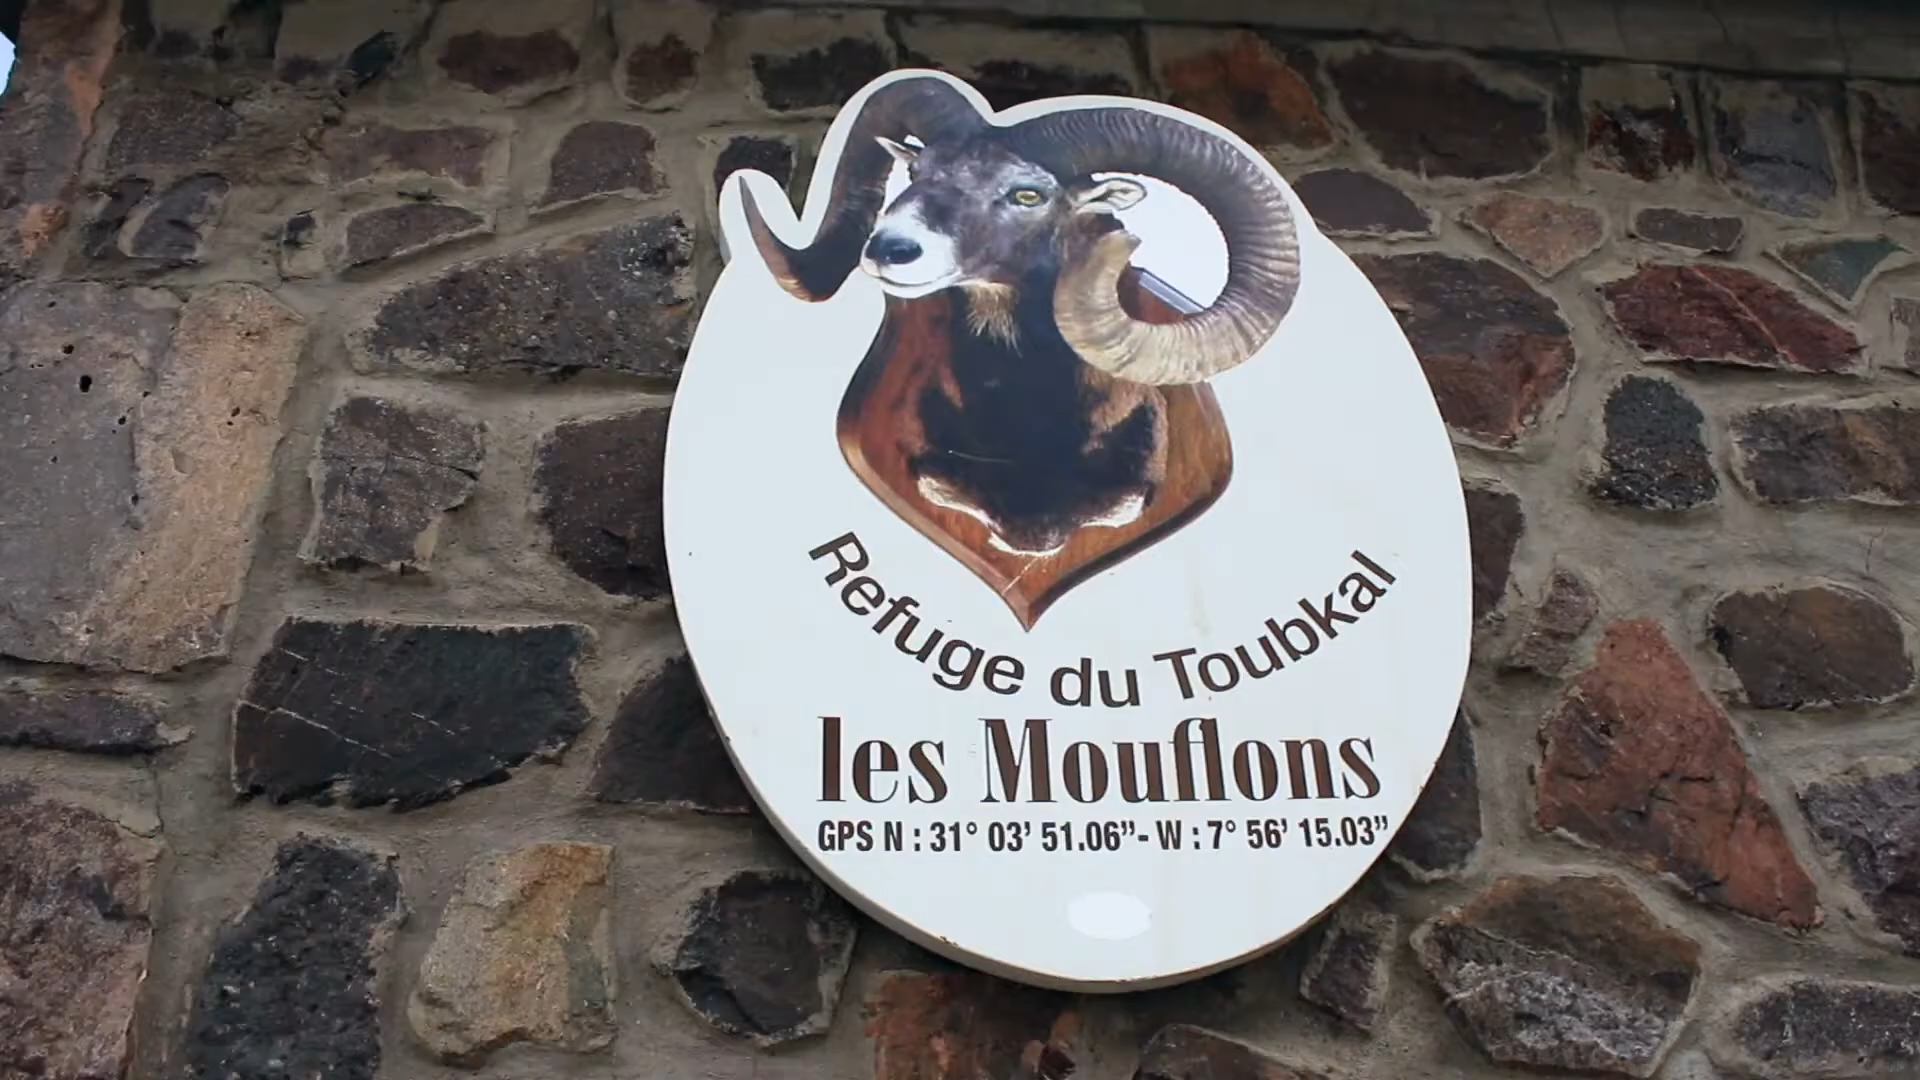 Refuge du Toubkal
les Mouflons
GPS N : 31° 03’ 51.06”- W : 7° 56’ 15.03”